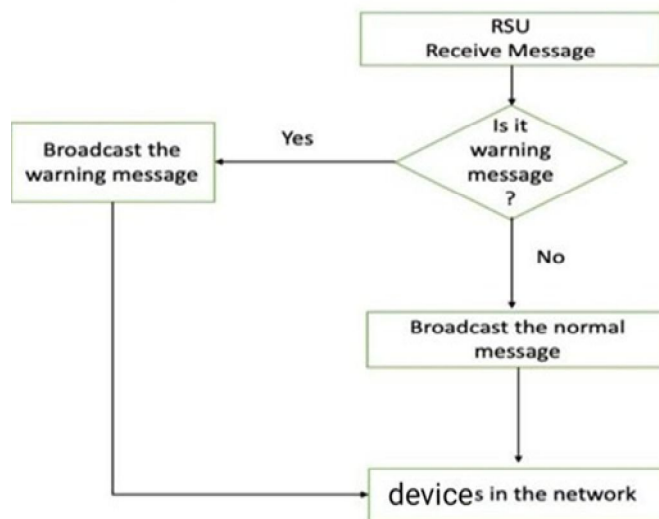 RSU
Receive Message
Is it
warning
message
?
Yes
Broadcast the
warning message
No
Broadcast the normal
message
devices in the network